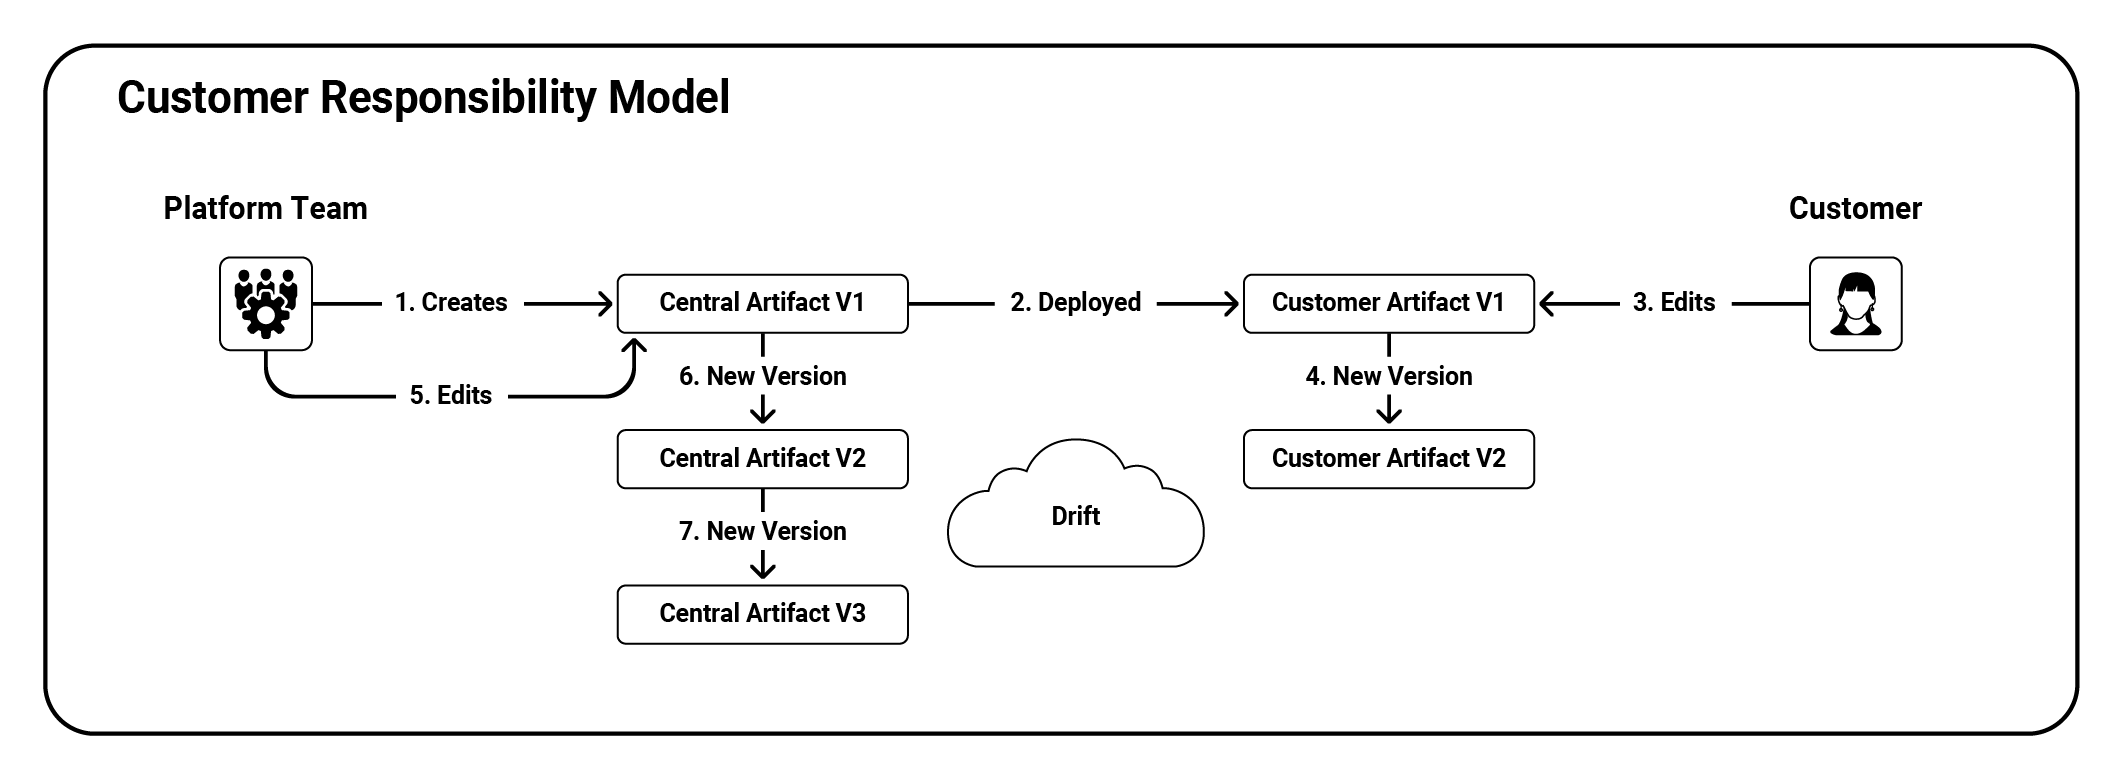 Customer Responsibility Model
Platform Team
Customer
1. Creates
Central Artifact V1
2. Deployed
Customer Artifact V1
3. Edits
5. Edits
6. New Version
4. New Version
Central Artifact V2
Customer Artifact V2
Drift
7. New Version
Central Artifact V3